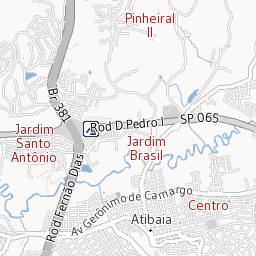 Pinheiral
II
Br 381
Rod D Pedro I
SP 065
Jardim
Santo
Antônio
Jardim
Brasil
Rod Fernão Dias
Av Gerônimo de Camargo
Centro
Atibaia